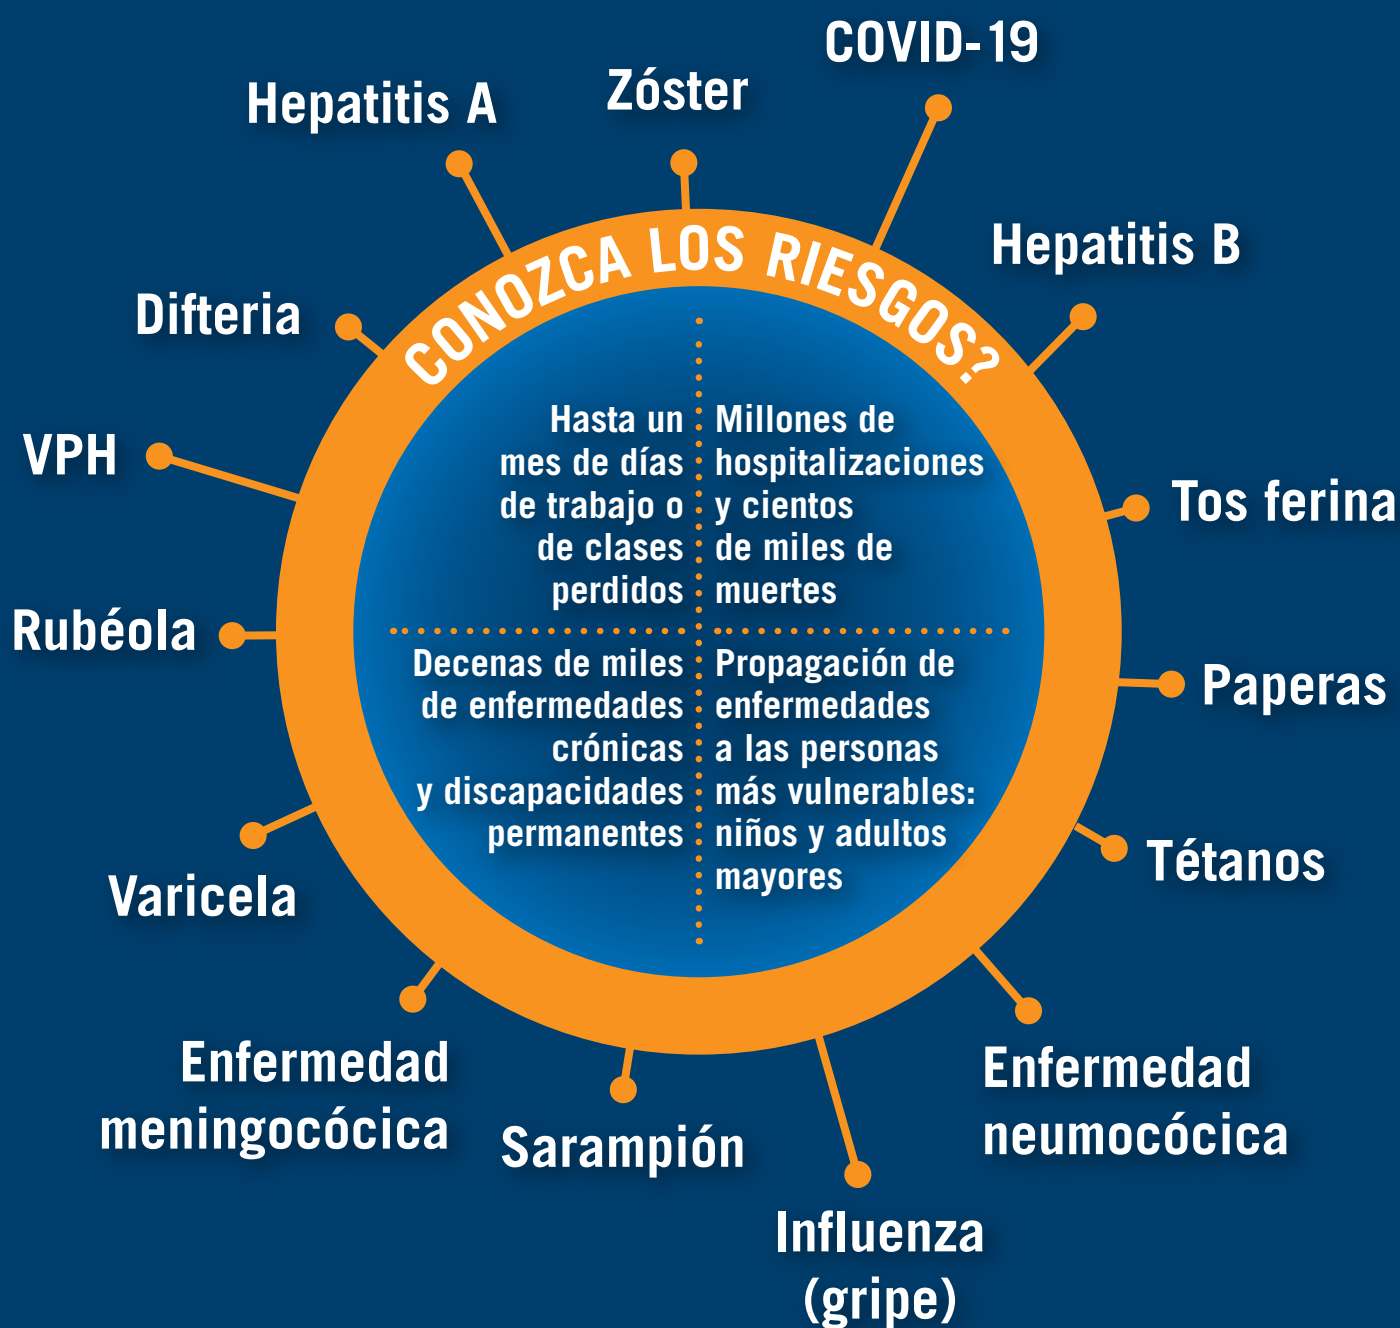 COVID-19
Zóster
Hepatitis A
Hepatitis B
Difteria
CONOZCA LOS RIESGOS?
VPH
Tos ferina
Hasta un
mes de días
de trabajo o
de clases
perdidos
Millones de
hospitalizaciones
y cientos
de miles de
muertes
Rubéola
Paperas
Decenas de miles
de enfermedades
crónicas
y discapacidades
permanentes
Propagación de
enfermedades
a las personas
más vulnerables:
niños y adultos
mayores
Varicela
Tétanos
Enfermedad
meningocócica
Sarampión
Enfermedad
neumocócica
Influenza
(gripe)